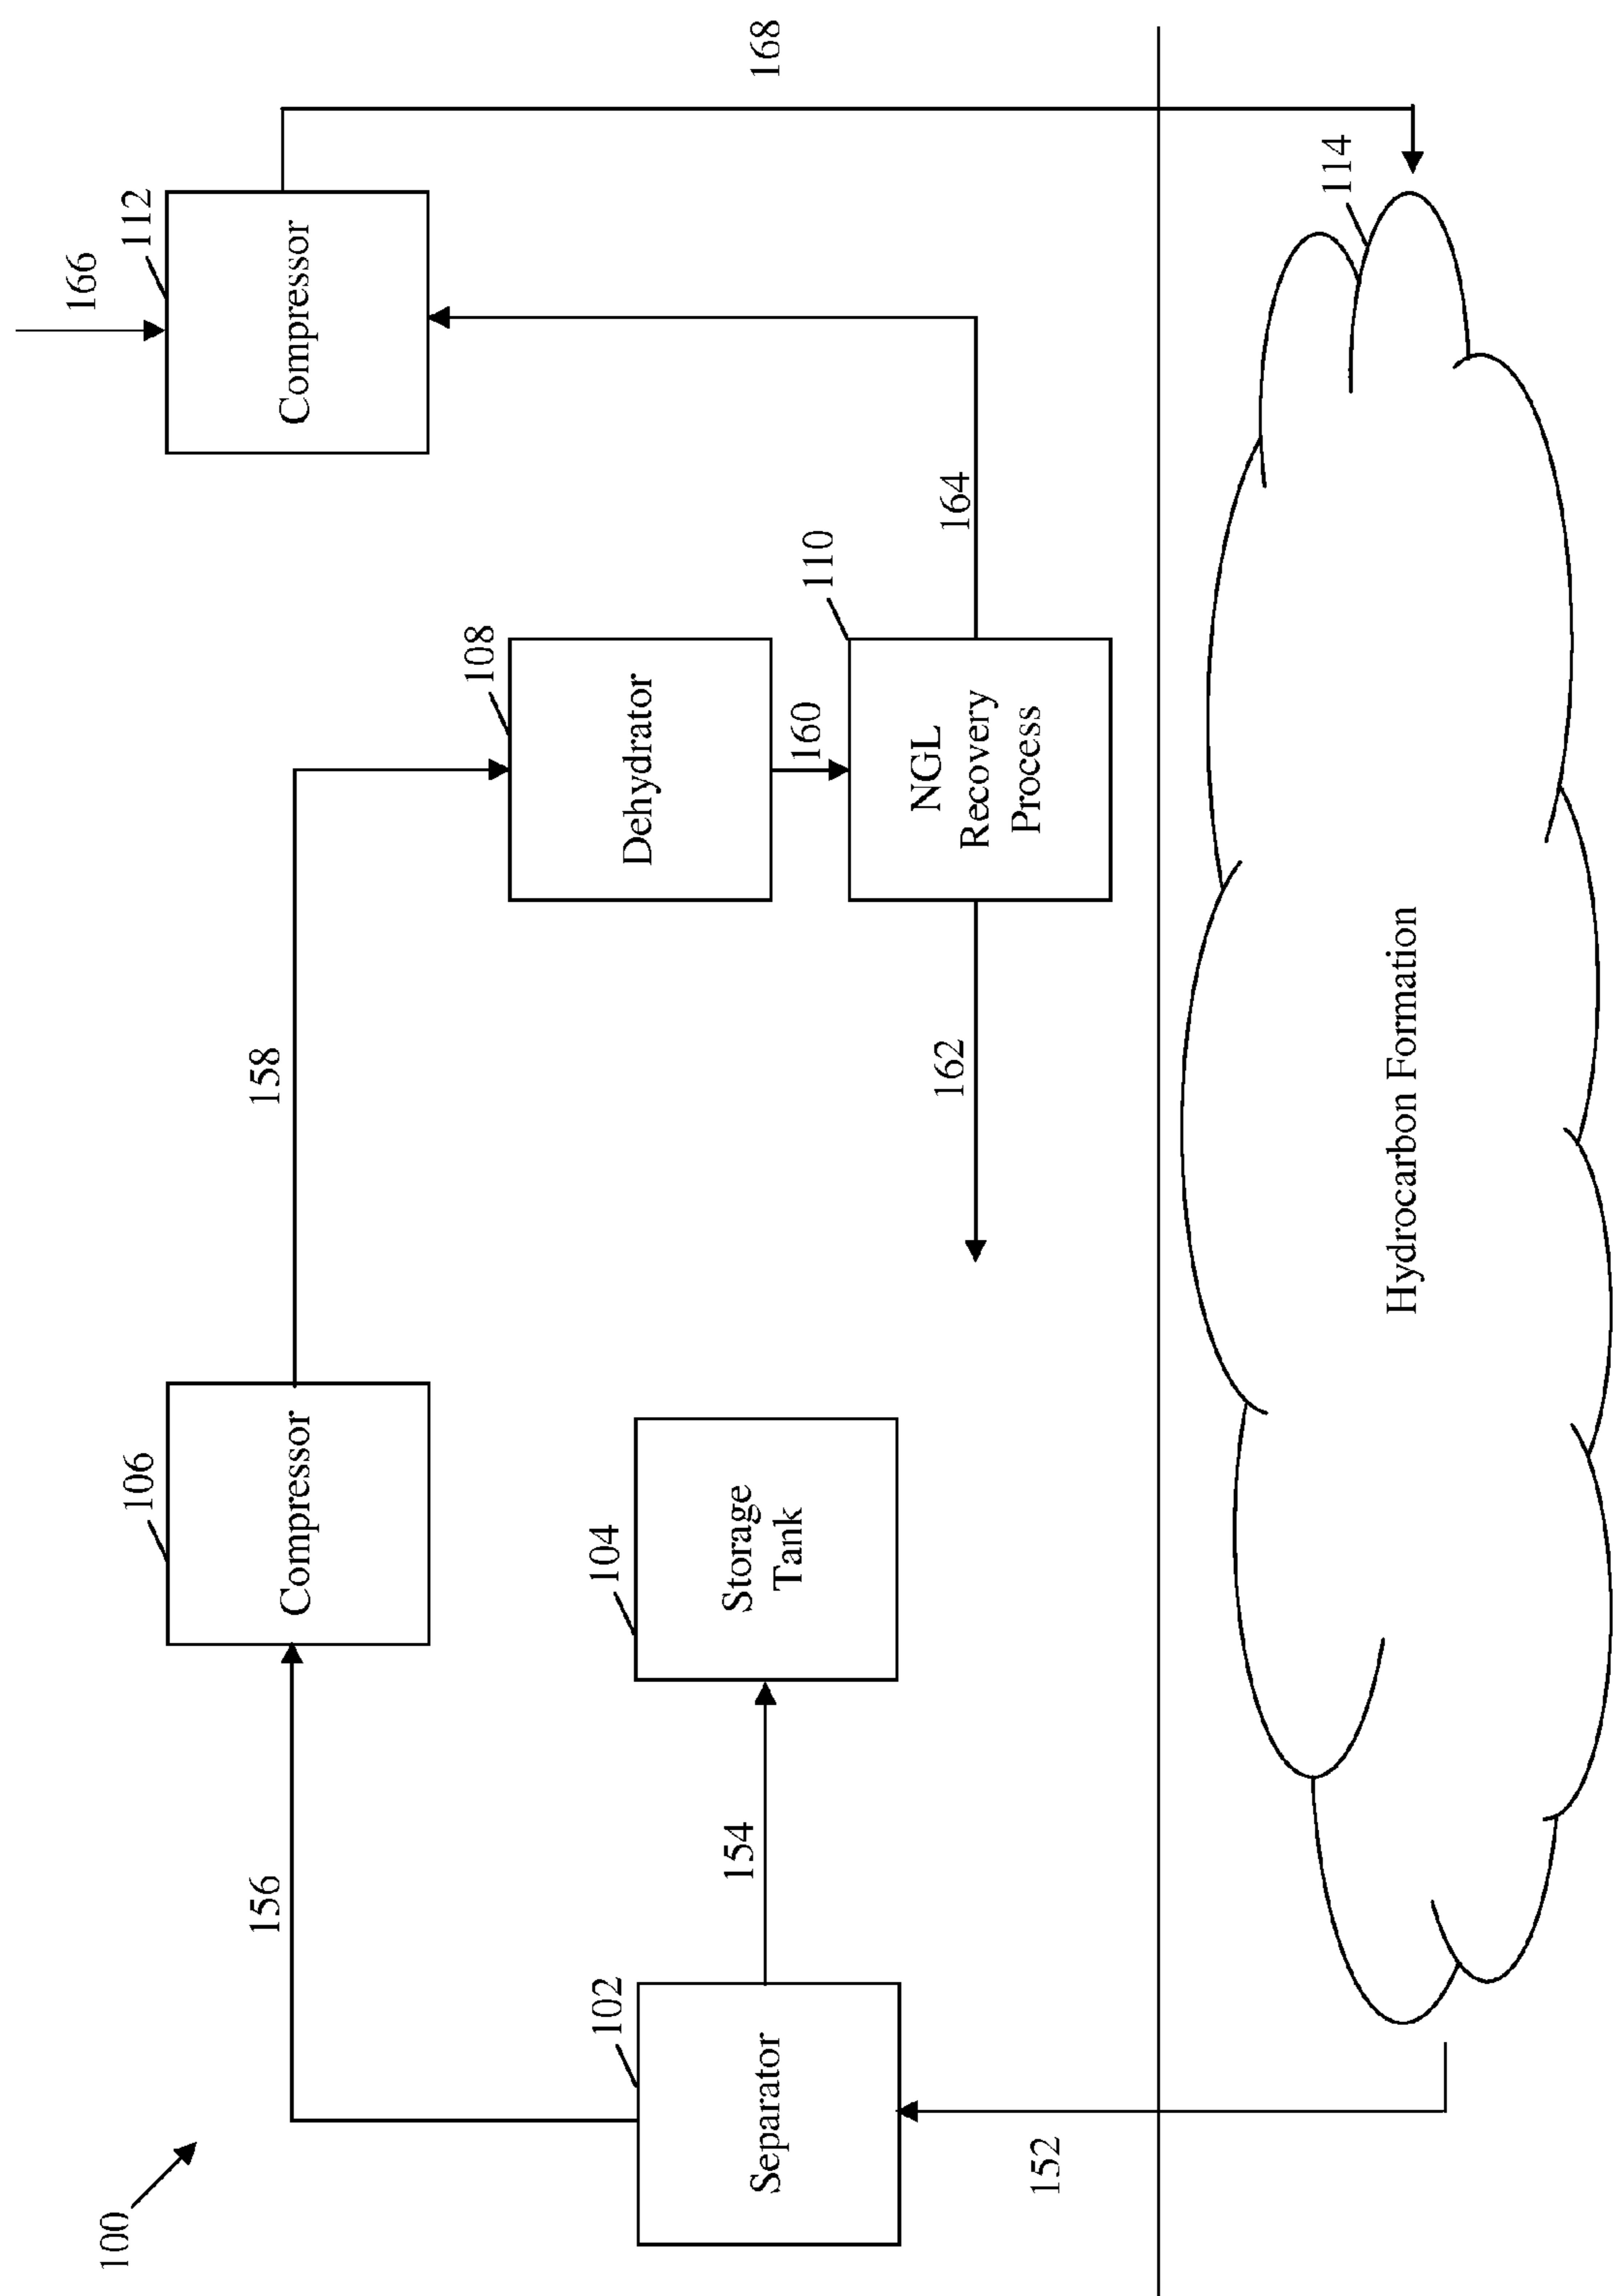 100
156
106
Compressor
158
166
112
Compressor
168
102
Separator
154
104
Storage
Tank
108
Dehydrator
160
110
NGL
Recovery
Process
162
164
152
114
Hydrocarbon Formation